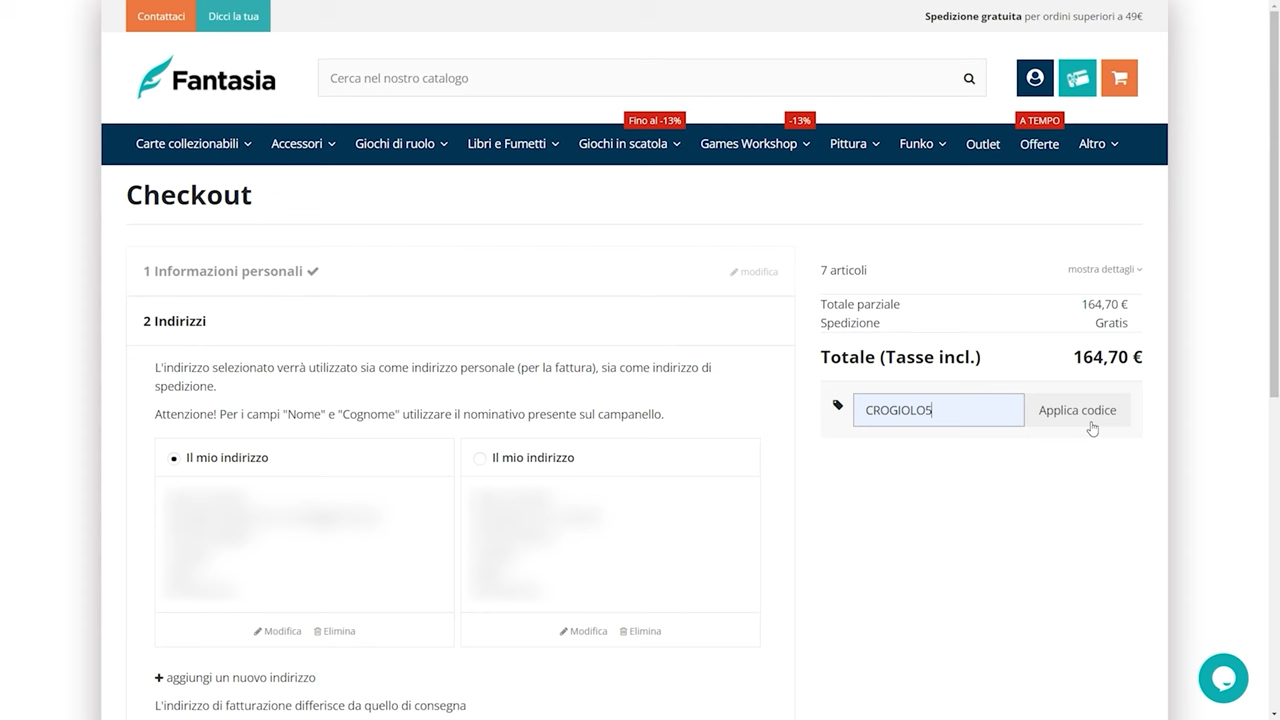 Contattaci
Dicci la tua
Spedizione gratuita per ordini superiori a 49€
Fantasia
Cerca nel nostro catalogo
Fino al -13%
-13%
A TEMPO
Carte collezionabili
Accessori
Giochi di ruolo
Libri e Fumetti
Giochi in scatola
Games Workshop
Pittura
Funko
Outlet
Offerte
Altro
Checkout
1 Informazioni personali
modifica
2 Indirizzi
L'indirizzo selezionato verrà utilizzato sia come indirizzo personale (per la fattura), sia come indirizzo di
spedizione.
Attenzione! Per i campi "Nome" e "Cognome" utilizzare il nominativo presente sul campanello.
Il mio indirizzo
Il mio indirizzo
Modifica
Elimina
Modifica
Elimina
aggiungi un nuovo indirizzo
L'indirizzo di fatturazione differisce da quello di consegna
7 articoli
mostra dettagli
Totale parziale 164,70 €
Spedizione Gratis
Totale (Tasse incl.) 164,70 €
CROGIOLO5
Applica codice